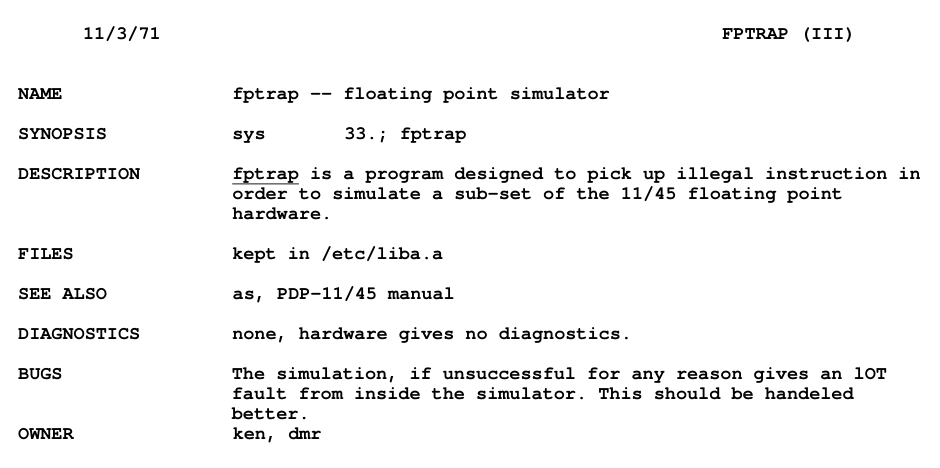 11/3/71 FPTRAP (III)
NAME fptrap -- floating point simulator
SYNOPSIS sys 33.; fptrap
DESCRIPTION fptrap is a program designed to pick up illegal instruction in
order to simulate a sub-set of the 11/45 floating point
hardware.
FILES kept in /etc/liba.a
SEE ALSO as, PDP-11/45 manual
DIAGNOSTICS none, hardware gives no diagnostics.
BUGS The simulation, if unsuccessful for any reason gives an lOT
fault from inside the simulator. This should be handeled
better.
OWNER ken, dmr